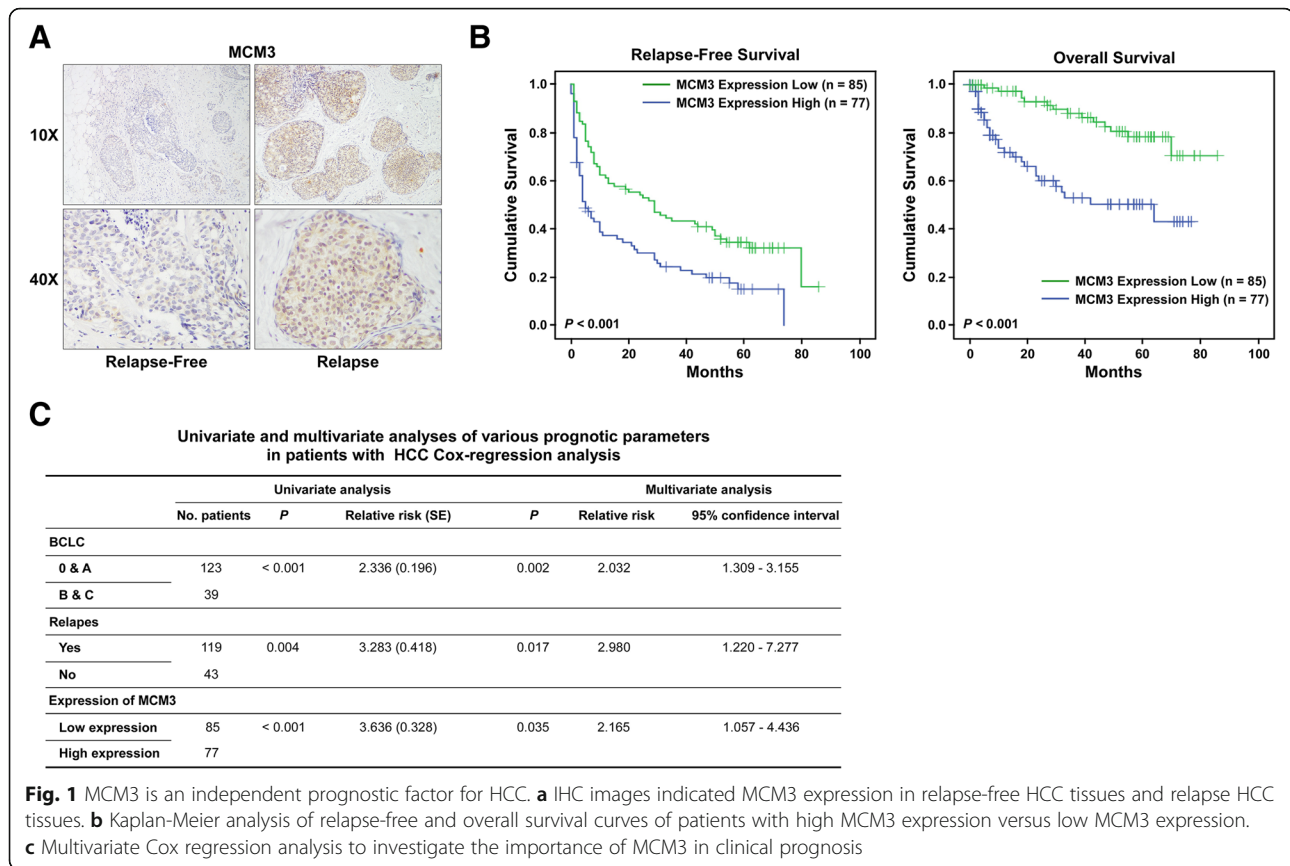 A
MCM3
10X
40X
Relapse-Free Relapse
B
Relapse-Free Survival
MCM3 Expression Low (n = 85)
MCM3 Expression High (n = 77)
Cumulative Survival
1.0
0.8
0.6
0.4
0.2
0.0
P < 0.001
0 20 40 60 80 100
Months
Overall Survival
Cumulative Survival
1.0
0.8
0.6
0.4
0.2
0.0
MCM3 Expression Low (n = 85)
MCM3 Expression High (n = 77)
P < 0.001
0 20 40 60 80 100
Months
C
Univariate and multivariate analyses of various prognotic parameters
in patients with HCC Cox-regression analysis
Univariate analysis Multivariate analysis
No. patients P Relative risk (SE) P Relative risk 95% confidence interval
BCLC
0 & A 123 < 0.001 2.336 (0.196) 0.002 2.032 1.309 - 3.155
B & C 39
Relapes
Yes 119 0.004 3.283 (0.418) 0.017 2.980 1.220 - 7.277
No 43
Expression of MCM3
Low expression 85 < 0.001 3.636 (0.328) 0.035 2.165 1.057 - 4.436
High expression 77
Fig. 1 MCM3 is an independent prognostic factor for HCC. a IHC images indicated MCM3 expression in relapse-free HCC tissues and relapse HCC
tissues. b Kaplan-Meier analysis of relapse-free and overall survival curves of patients with high MCM3 expression versus low MCM3 expression.
c Multivariate Cox regression analysis to investigate the importance of MCM3 in clinical prognosis